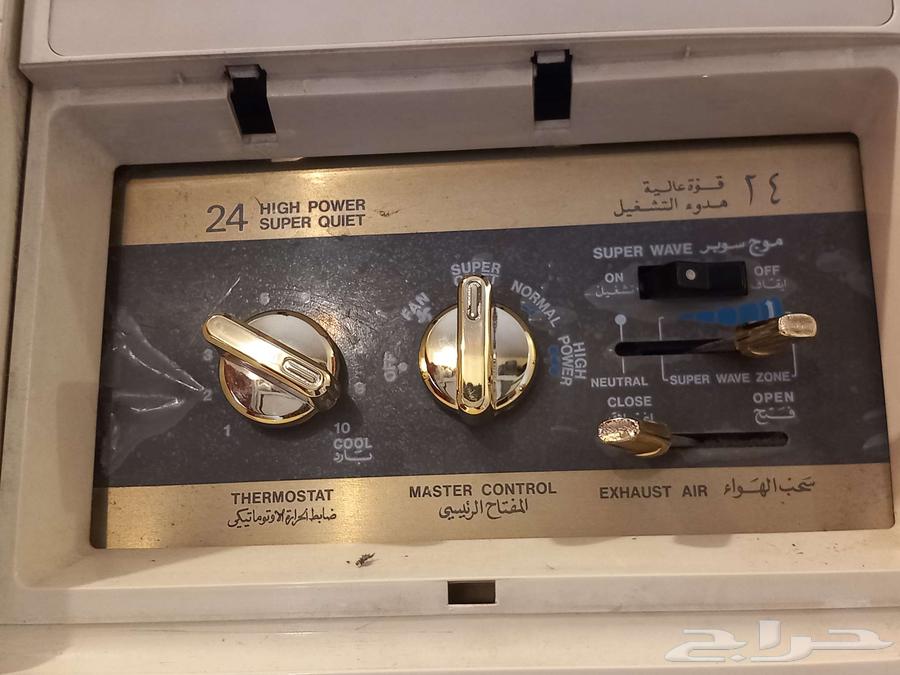 24 HIGH POWER
SUPER QUIET
قوة عالية ٢٤
هدوء التشغيل
SUPER WAVE موج سوبر
ON
تشغيل
OFF
ايقاف
SUPER
FAN
NORMAL
HIGH
POWER
OFF
3
2
1
10
COOL
بارد
NEUTRAL
SUPER WAVE ZONE
CLOSE
OPEN
فتح
THERMOSTAT
ضابط الحرارة الاوتوماتيكي
MASTER CONTROL
المفتاح الرئيسي
EXHAUST AIR سحب الهواء
حراج